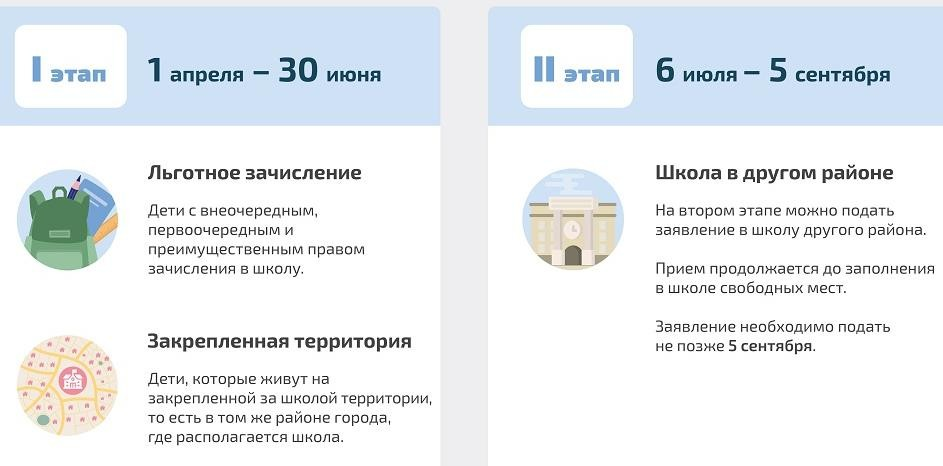 I этап
1 апреля – 30 июня
Льготное зачисление
Дети с внеочередным,
первоочередным и
преимущественным правом
зачисления в школу.
Закрепленная территория
Дети, которые живут на
закрепленной за школой территории,
то есть в том же районе города,
где располагается школа.
II этап
6 июля – 5 сентября
Школа в другом районе
На втором этапе можно подать
заявление в школу другого района.
Прием продолжается до заполнения
в школе свободных мест.
Заявление необходимо подать
не позже 5 сентября.